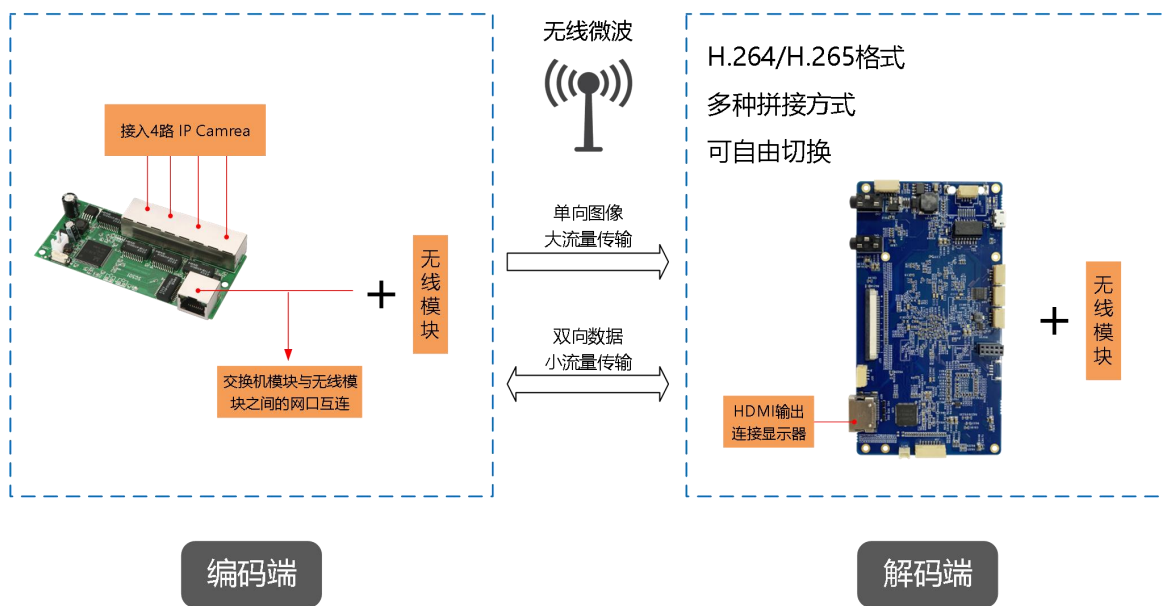 接入4路 IP Camrea
无线模块
交换机模块与无线模
块之间的网口互连
编码端
无线微波
单向图像
大流量传输
双向数据
小流量传输
H.264/H.265格式
多种拼接方式
可自由切换
HDMI输出
连接显示器
无线模块
解码端